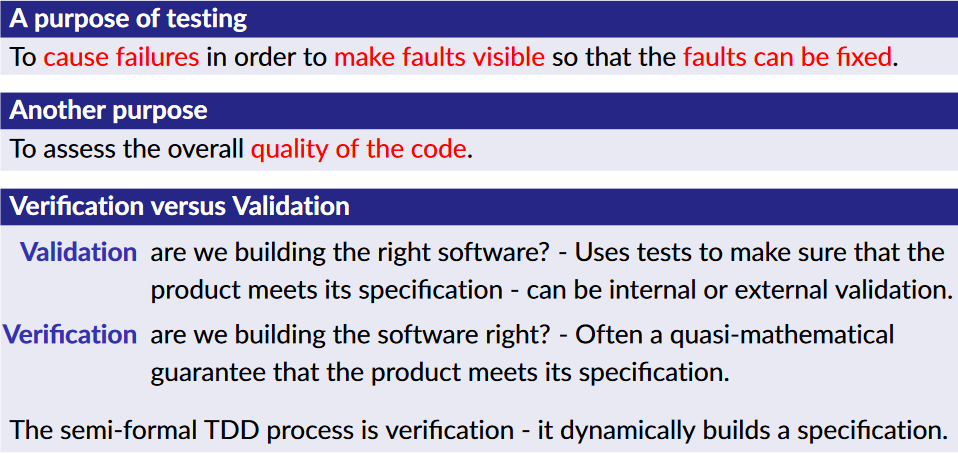 A purpose of testing
To cause failures in order to make faults visible so that the faults can be fixed.
Another purpose
To assess the overall quality of the code.
Verification versus Validation
Validation are we building the right software? - Uses tests to make sure that the
product meets its specification - can be internal or external validation.
Verification are we building the software right? - Often a quasi-mathematical
guarantee that the product meets its specification.
The semi-formal TDD process is verification - it dynamically builds a specification.